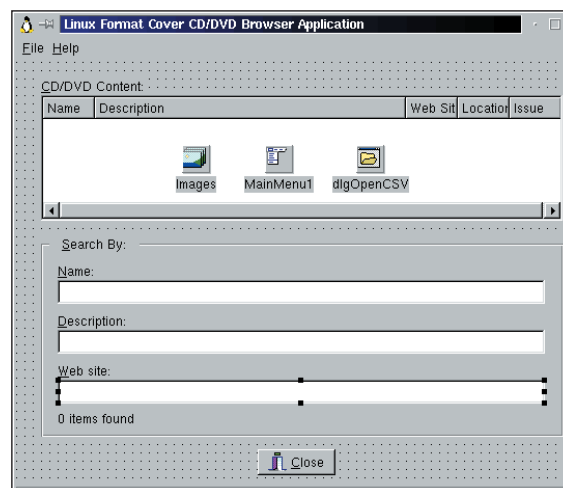 Linux Format Cover CD/DVD Browser Application
File Help
CD/DVD Content:
Name Description Web Sit Location Issue
Images MainMenu1 dlgOpenCSV
Search By:
Name:
Description:
Web site:
0 items found
Close